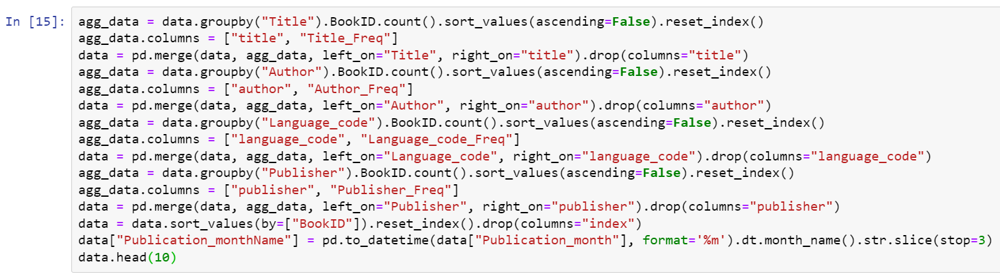 In [15]: agg_data = data.groupby("Title").BookID.count().sort_values(ascending=False).reset_index()
agg_data.columns = ["title", "Title_Freq"]
data = pd.merge(data, agg_data, left_on="Title", right_on="title").drop(columns="title")
agg_data = data.groupby("Author").BookID.count().sort_values(ascending=False).reset_index()
agg_data.columns = ["author", "Author_Freq"]
data = pd.merge(data, agg_data, left_on="Author", right_on="author").drop(columns="author")
agg_data = data.groupby("Language_code").BookID.count().sort_values(ascending=False).reset_index()
agg_data.columns = ["language_code", "Language_code_Freq"]
data = pd.merge(data, agg_data, left_on="Language_code", right_on="language_code").drop(columns="language_code")
agg_data = data.groupby("Publisher").BookID.count().sort_values(ascending=False).reset_index()
agg_data.columns = ["publisher", "Publisher_Freq"]
data = pd.merge(data, agg_data, left_on="Publisher", right_on="publisher").drop(columns="publisher")
data = data.sort_values(by=["BookID"]).reset_index().drop(columns="index")
data["Publication_monthName"] = pd.to_datetime(data["Publication_month"], format='%m').dt.month_name().str.slice(stop=3)
data.head(10)